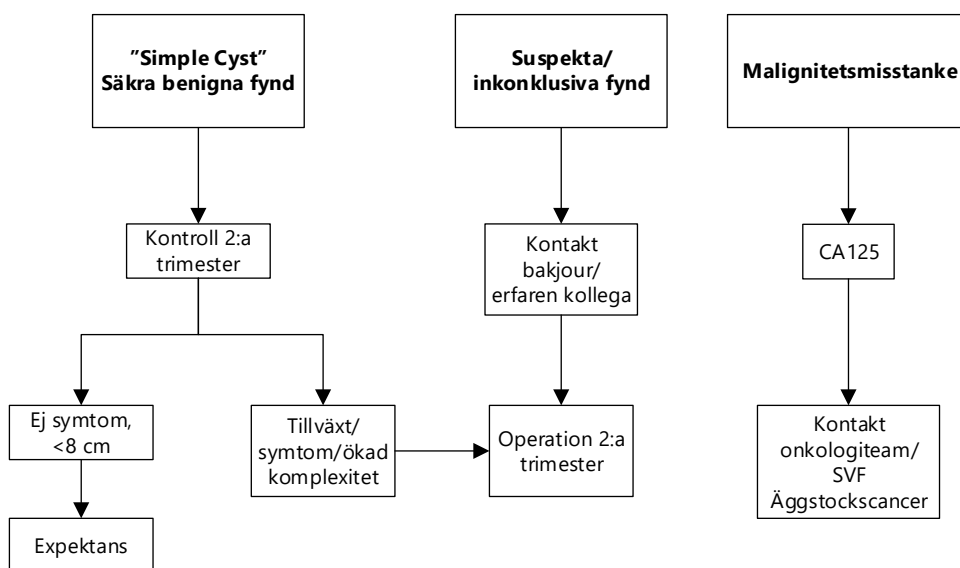 ”Simple Cyst”
Säkra benigna fynd
Suspekta/
inkonklusiva fynd
Malignitetsmisstanke
Kontroll 2:a
trimester
Kontakt
bakjour/
erfaren kollega
CA125
Ej symtom,
<8 cm
Tillväxt/
symtom/ökad
komplexitet
Operation 2:a
trimester
Kontakt
onkologiteam/
SVF
Äggstockscancer
Expektans